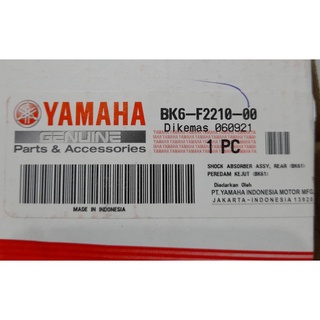 YAMAHA
GENUINE
Parts & Accessories
BK6-F2210-00
Dikemas 060921
1 PC
SHOCK ABSORBER ASSY, REAR (BK61)
PEREDAM KEJUT (BK61)
Diedarkan Oleh
PT.YAMAHA INDONESIA MOTOR MFG
JAKARTA-INDONESIA 13920
MADE IN INDONESIA